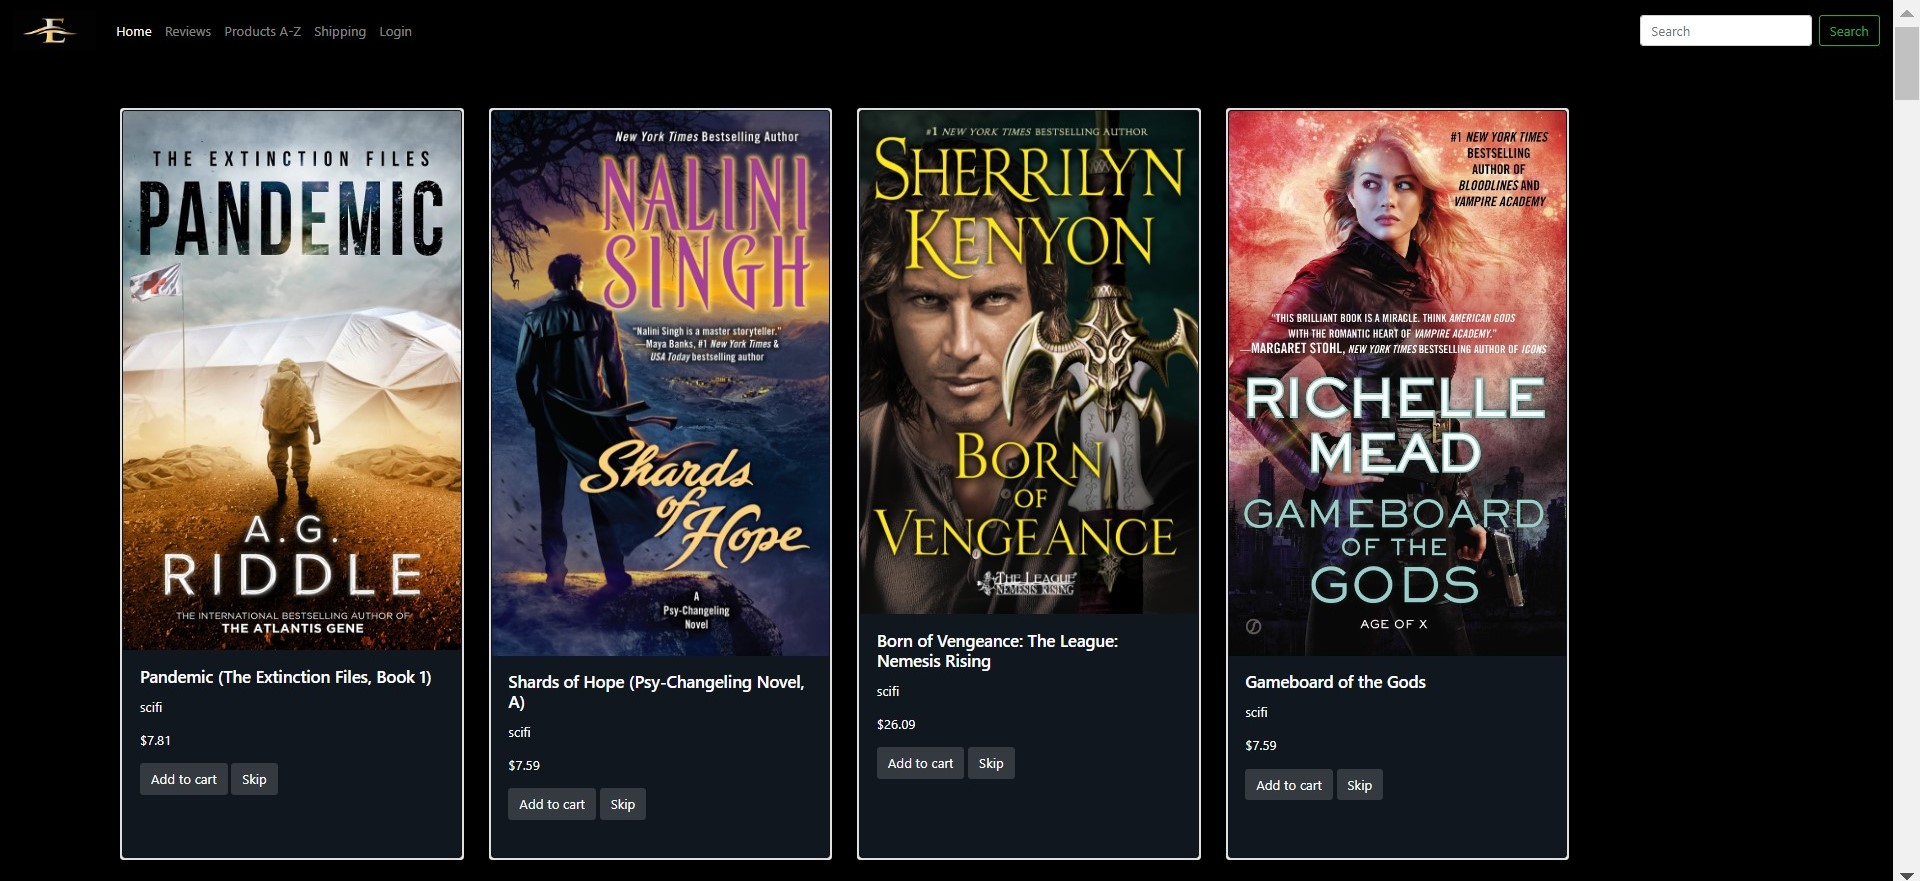 E
Home
Reviews
Products A-Z
Shipping
Login
Search
Search
THE EXTINCTION FILES
PANDEMIC
A.G.
RIDDLE
THE INTERNATIONAL BESTSELLING AUTHOR OF
THE ATLANTIS GENE
Pandemic (The Extinction Files, Book 1)
scifi
$7.81
Add to cart
Skip
New York Times Bestselling Author
NALINI
SINGH
"Nalini Singh is a master storyteller."
—Maya Banks, #1 New York Times &
USA Today bestselling author
Shards
of Hope
A
Psy-Changeling
Novel
Shards of Hope (Psy-Changeling Novel,
A)
scifi
$7.59
Add to cart
Skip
#1 NEW YORK TIMES BESTSELLING AUTHOR
SHERRILYN
KENYON
BORN
OF
VENGEANCE
THE LEAGUE
NEMESIS RISING
Born of Vengeance: The League:
Nemesis Rising
scifi
$26.09
Add to cart
Skip
#1 NEW YORK TIMES
BESTSELLING
AUTHOR OF
BLOODLINES AND
VAMPIRE ACADEMY
"THIS BRILLIANT BOOK IS A MIRACLE. THINK AMERICAN GODS
WITH THE ROMANTIC HEART OF VAMPIRE ACADEMY."
—MARGARET STOHL, NEW YORK TIMES BESTSELLING AUTHOR OF ICONS
RICHELLE
MEAD
GAMEBOARD
OF THE
GODS
AGE OF X
Gameboard of the Gods
scifi
$7.59
Add to cart
Skip